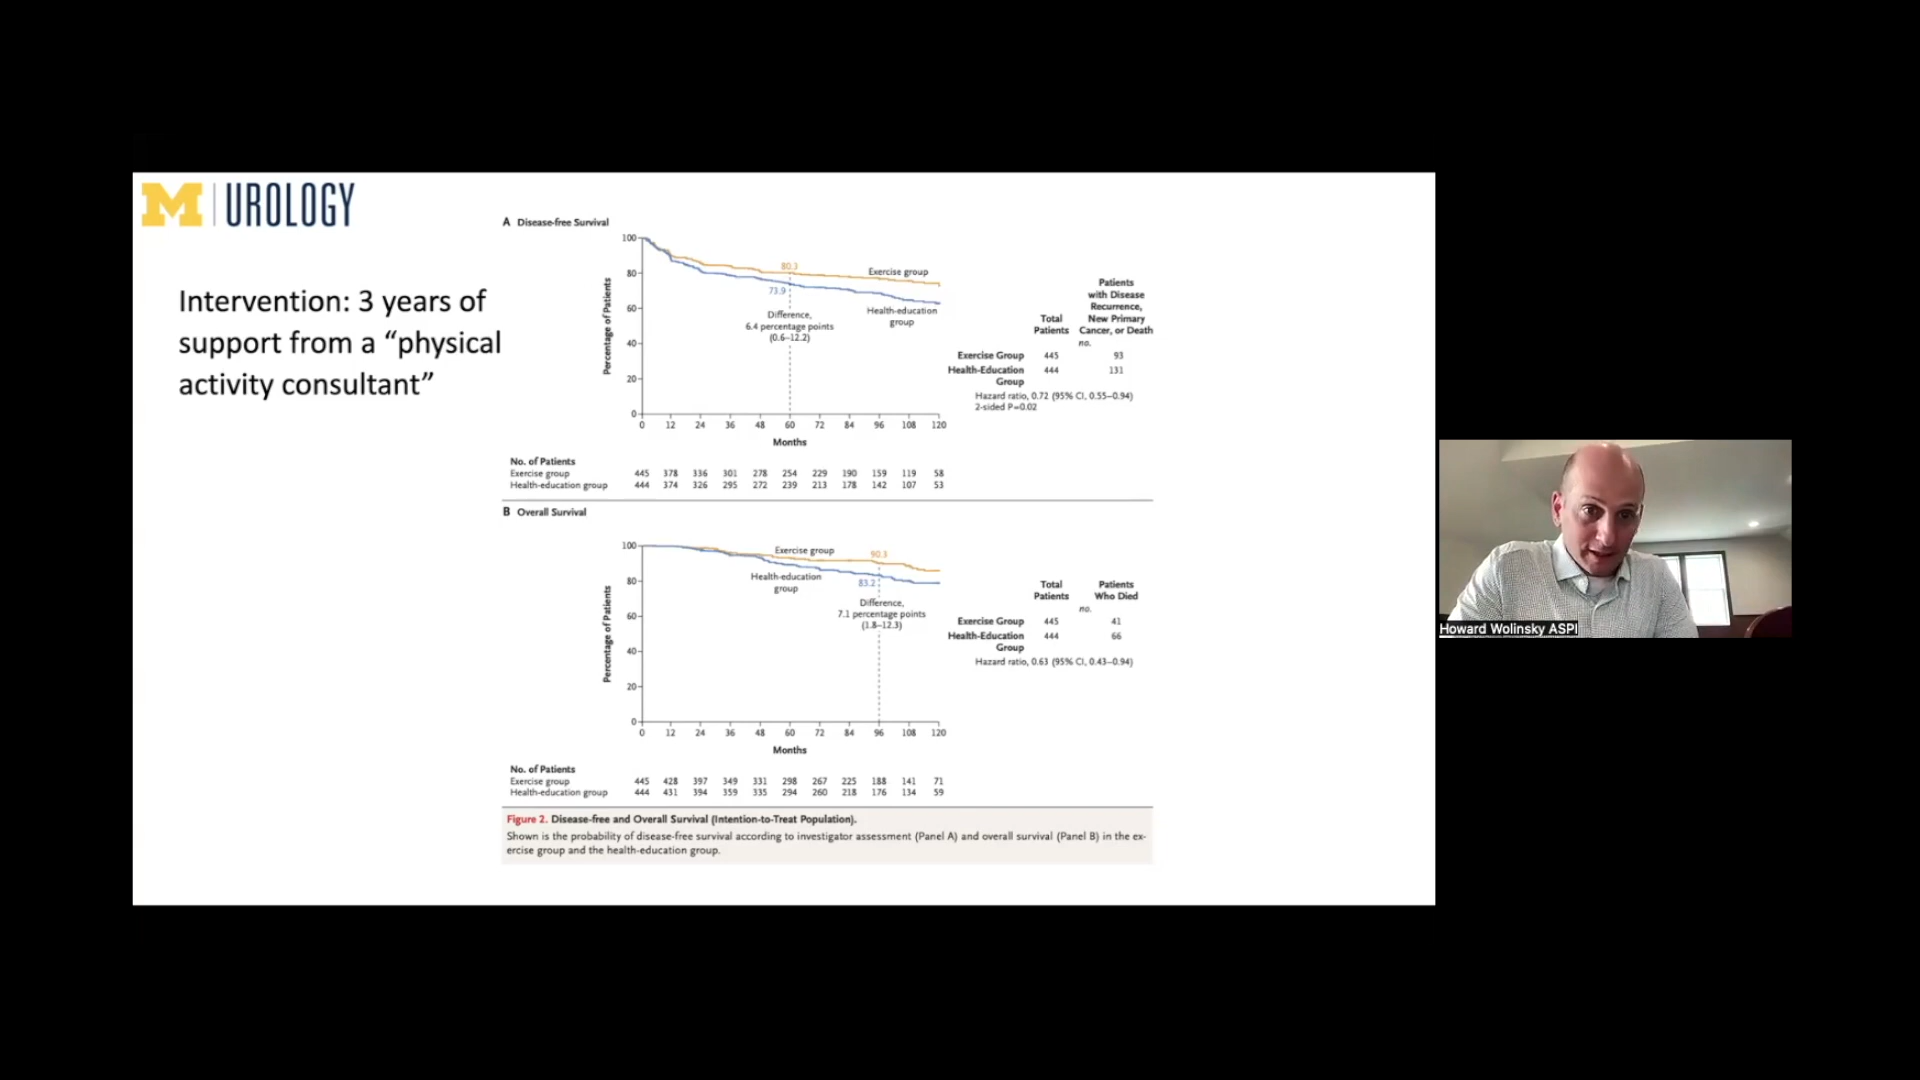 M | UROLOGY
Intervention: 3 years of
support from a “physical
activity consultant”
A Disease-free Survival
Percentage of Patients
100
80
60
40
20
0
80.3
73.9
Exercise group
Health-education
group
Difference,
6.4 percentage points
(0.6–12.2)
0 12 24 36 48 60 72 84 96 108 120
Months
Total
Patients
Patients
with Disease
Recurrence,
New Primary
Cancer, or Death
no.
Exercise Group 445 93
Health-Education 444 131
Group
Hazard ratio, 0.72 (95% CI, 0.55–0.94)
2-sided P=0.02
No. of Patients
Exercise group 445 378 336 301 278 254 229 190 159 119 58
Health-education group 444 374 326 295 272 239 213 178 142 107 53
B Overall Survival
Percentage of Patients
100
80
60
40
20
0
Exercise group
90.3
Health-education
group
83.2
Difference,
7.1 percentage points
(1.8–12.3)
0 12 24 36 48 60 72 84 96 108 120
Months
Total
Patients
Patients
Who Died
no.
Exercise Group 445 41
Health-Education 444 66
Group
Hazard ratio, 0.63 (95% CI, 0.43–0.94)
No. of Patients
Exercise group 445 428 397 349 331 298 267 225 188 141 71
Health-education group 444 431 394 359 335 294 260 218 176 134 59
Figure 2. Disease-free and Overall Survival (Intention-to-Treat Population).
Shown is the probability of disease-free survival according to investigator assessment (Panel A) and overall survival (Panel B) in the ex-
ercise group and the health-education group.
Howard Wolinsky ASPI